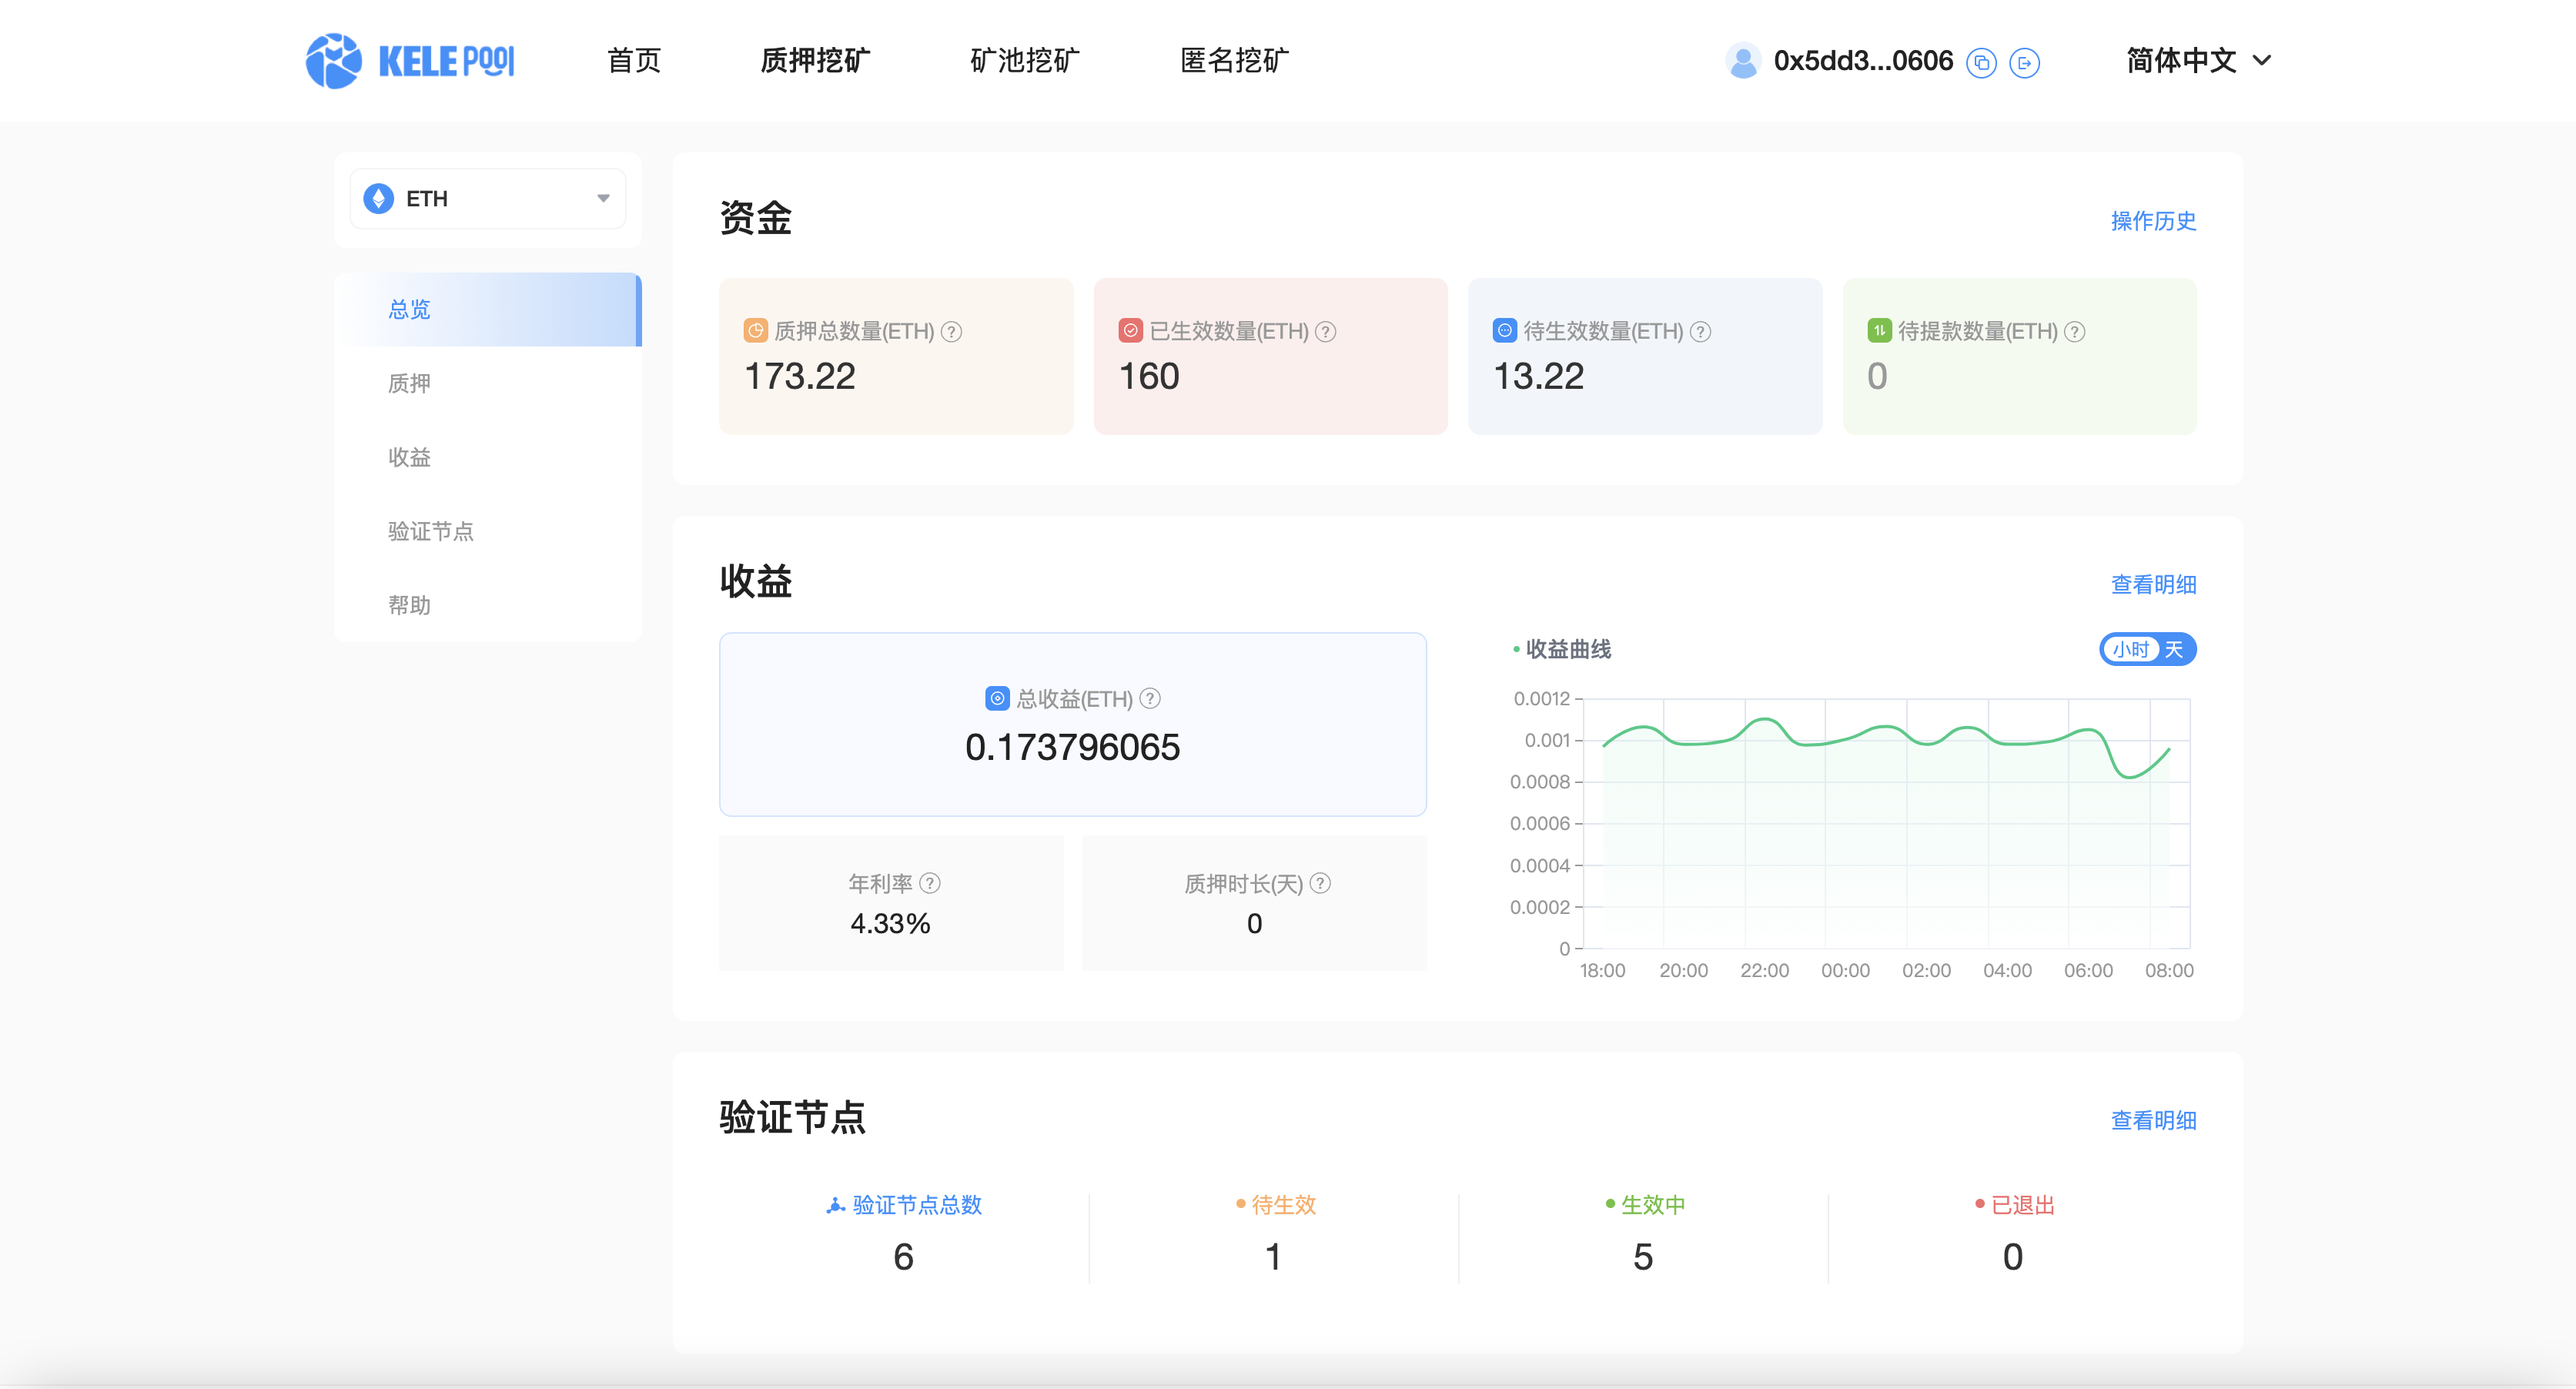 KELE POOL 首页 质押挖矿 矿池挖矿 匿名挖矿 0x5dd3...0606 简体中文
ETH
总览
质押
收益
验证节点
帮助
资金 操作历史
质押总数量(ETH) ? 已生效数量(ETH) ? 待生效数量(ETH) ? 待提款数量(ETH) ?
173.22 160 13.22 0
收益 查看明细
总收益(ETH) ?
0.173796065
年利率 ? 质押时长(天) ?
4.33% 0
收益曲线 小时 天
0.0012
0.001
0.0008
0.0006
0.0004
0.0002
0
18:00 20:00 22:00 00:00 02:00 04:00 06:00 08:00
验证节点 查看明细
验证节点总数 待生效 生效中 已退出
6 1 5 0